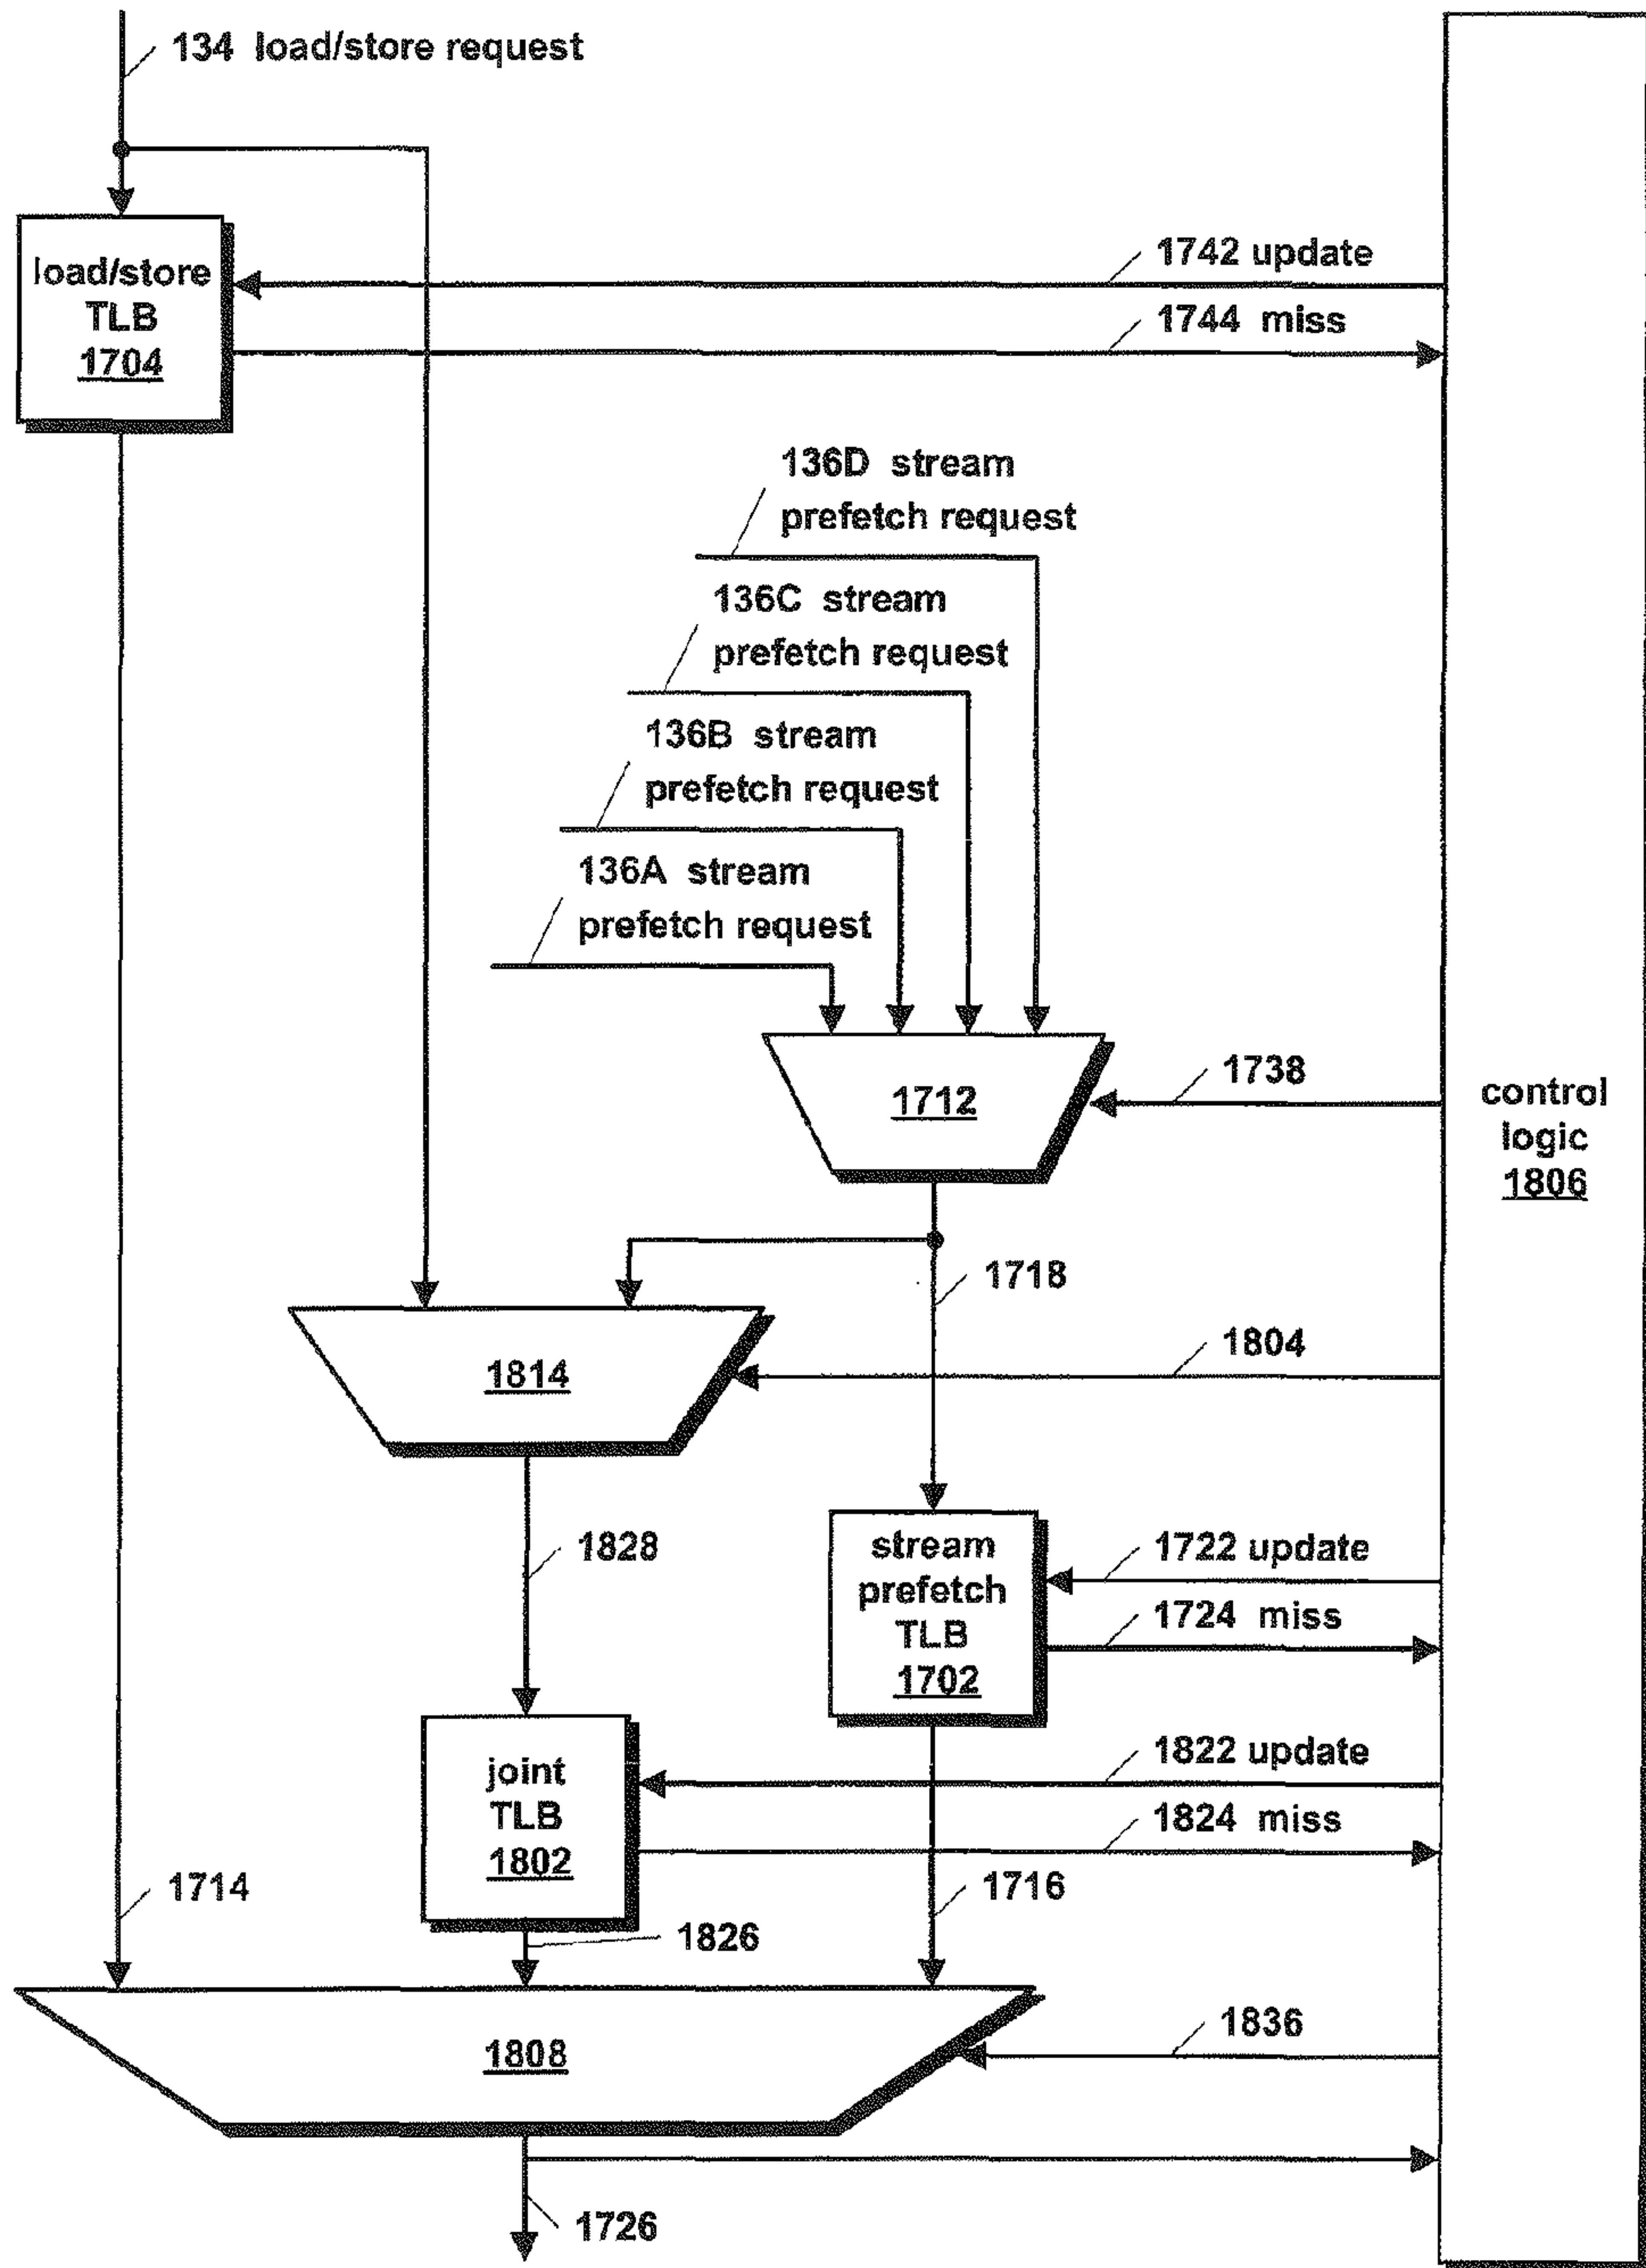 134 load/store request
load/store
TLB
1704
1742 update
1744 miss
136D stream
prefetch request
136C stream
prefetch request
136B stream
prefetch request
136A stream
prefetch request
1712
1738
control
logic
1806
1718
1814
1804
1828
stream
prefetch
TLB
1702
1722 update
1724 miss
joint
TLB
1802
1822 update
1824 miss
1714
1826
1716
1808
1836
1726